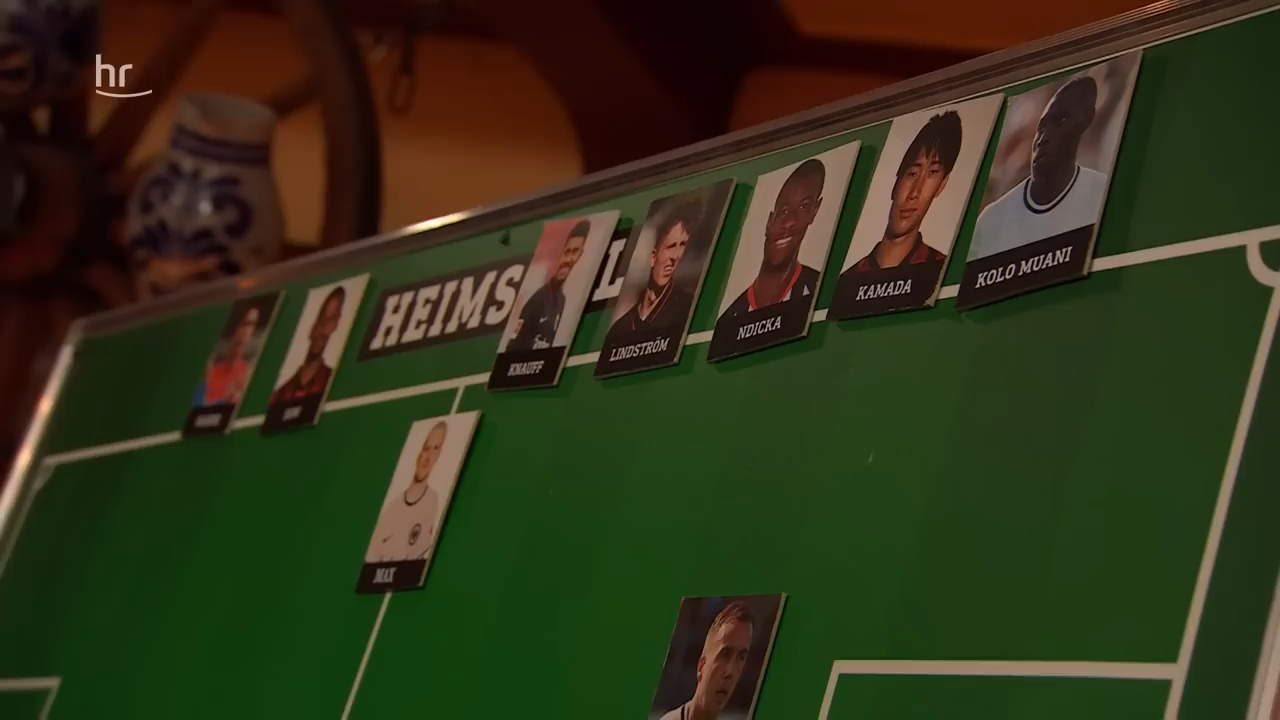 hr
HEIMS L
KNAUFF
LINDSTRÖM
NDICKA
KAMADA
KOLO MUANI
MAX